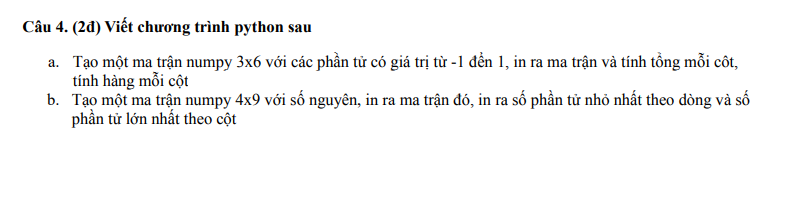 Câu 4. (2đ) Viết chương trình python sau
a. Tạo một ma trận numpy 3x6 với các phần tử có giá trị từ -1 đến 1, in ra ma trận và tính tổng mỗi côt,
tính hàng mỗi cột
b. Tạo một ma trận numpy 4x9 với số nguyên, in ra ma trận đó, in ra số phần tử nhỏ nhất theo dòng và số
phần tử lớn nhất theo cột